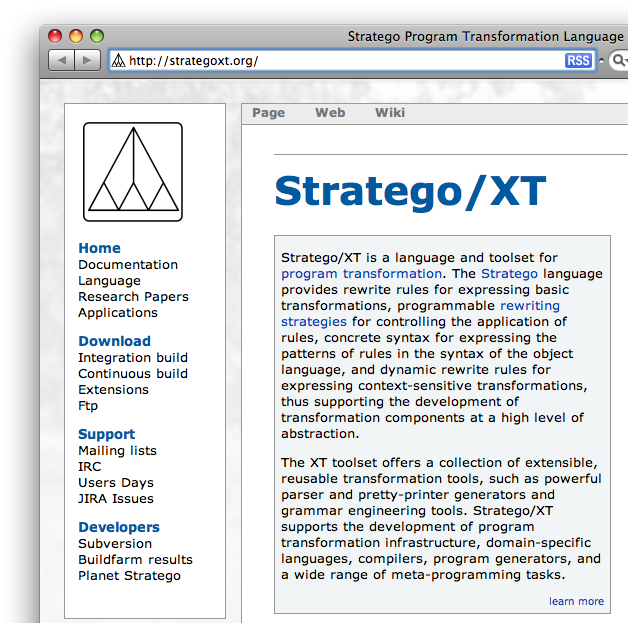 Stratego Program Transformation Language
http://strategoxt.org/
RSS
Page Web Wiki
Home
Documentation
Language
Research Papers
Applications
Download
Integration build
Continuous build
Extensions
Ftp
Support
Mailing lists
IRC
Users Days
JIRA Issues
Developers
Subversion
Buildfarm results
Planet Stratego
Stratego/XT
Stratego/XT is a language and toolset for
program transformation. The Stratego language
provides rewrite rules for expressing basic
transformations, programmable rewriting
strategies for controlling the application of
rules, concrete syntax for expressing the
patterns of rules in the syntax of the object
language, and dynamic rewrite rules for
expressing context-sensitive transformations,
thus supporting the development of
transformation components at a high level of
abstraction.
The XT toolset offers a collection of extensible,
reusable transformation tools, such as powerful
parser and pretty-printer generators and
grammar engineering tools. Stratego/XT
supports the development of program
transformation infrastructure, domain-specific
languages, compilers, program generators, and
a wide range of meta-programming tasks.
learn more